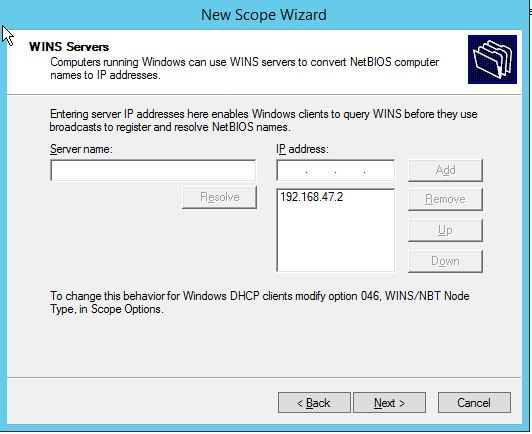 New Scope Wizard
WINS Servers
Computers running Windows can use WINS servers to convert NetBIOS computer
names to IP addresses.
Entering server IP addresses here enables Windows clients to query WINS before they use
broadcasts to register and resolve NetBIOS names.
Server name:
IP address:
. . .
Add
Resolve
192.168.47.2
Remove
Up
Down
To change this behavior for Windows DHCP clients modify option 046, WINS/NBT Node
Type, in Scope Options.
< Back
Next >
Cancel